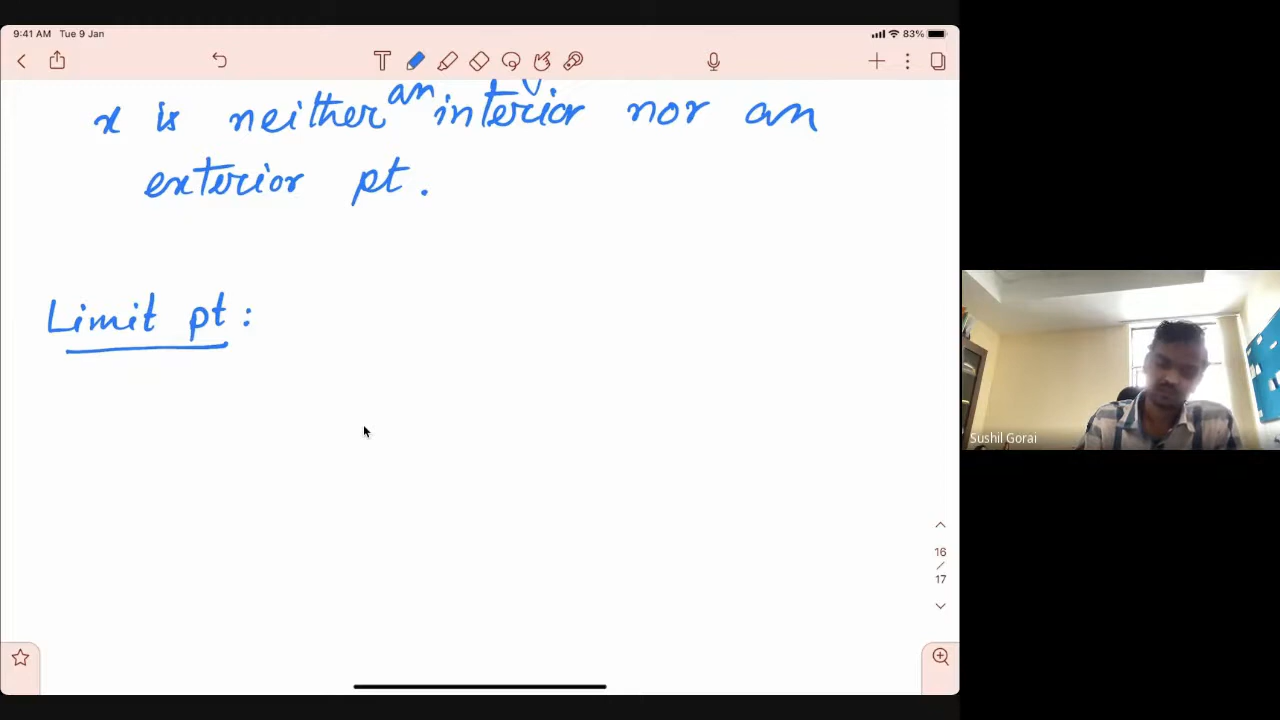 9:41 AM Tue 9 Jan
83%
x is neither an interior nor an
exterior pt.
Limit pt:
Sushil Gorai
16
/
17